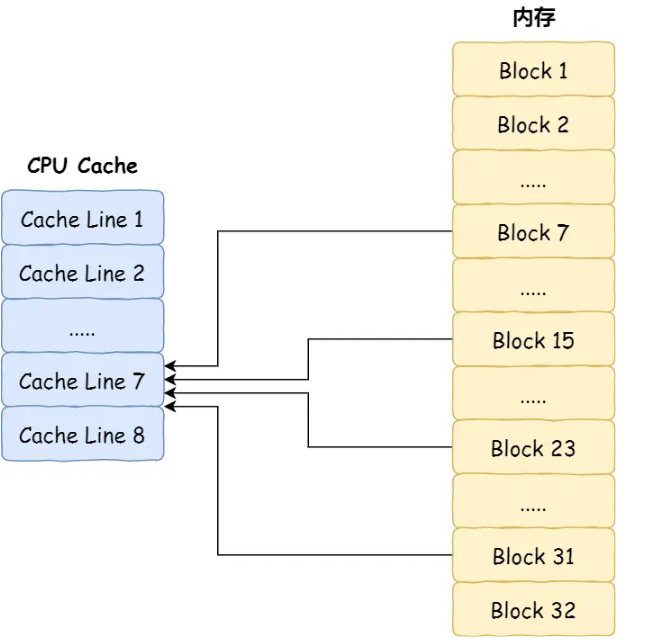 内存
Block 1
Block 2
.....
Block 7
.....
Block 15
.....
Block 23
.....
Block 31
Block 32
CPU Cache
Cache Line 1
Cache Line 2
.....
Cache Line 7
Cache Line 8